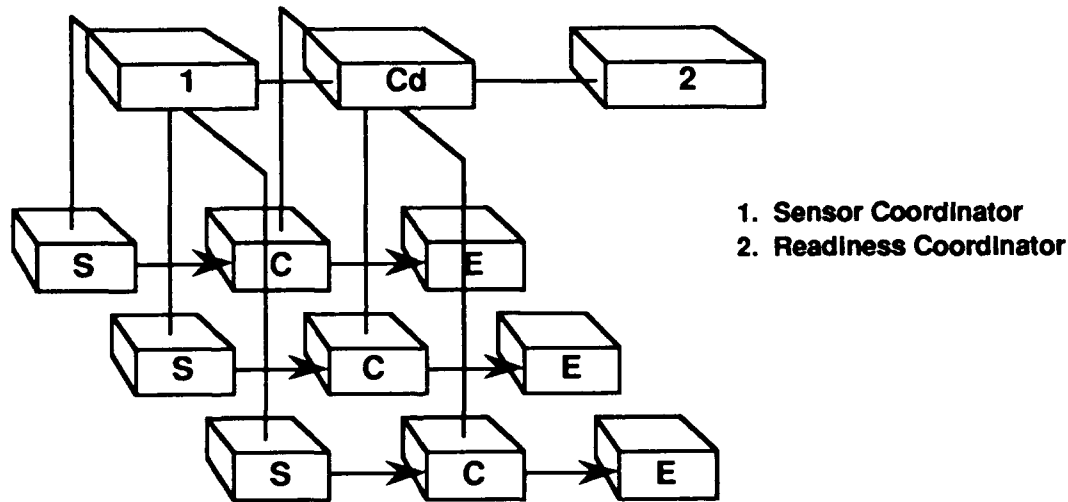 1
Cd
2
1. Sensor Coordinator
2. Readiness Coordinator
S
C
E
S
C
E
S
C
E